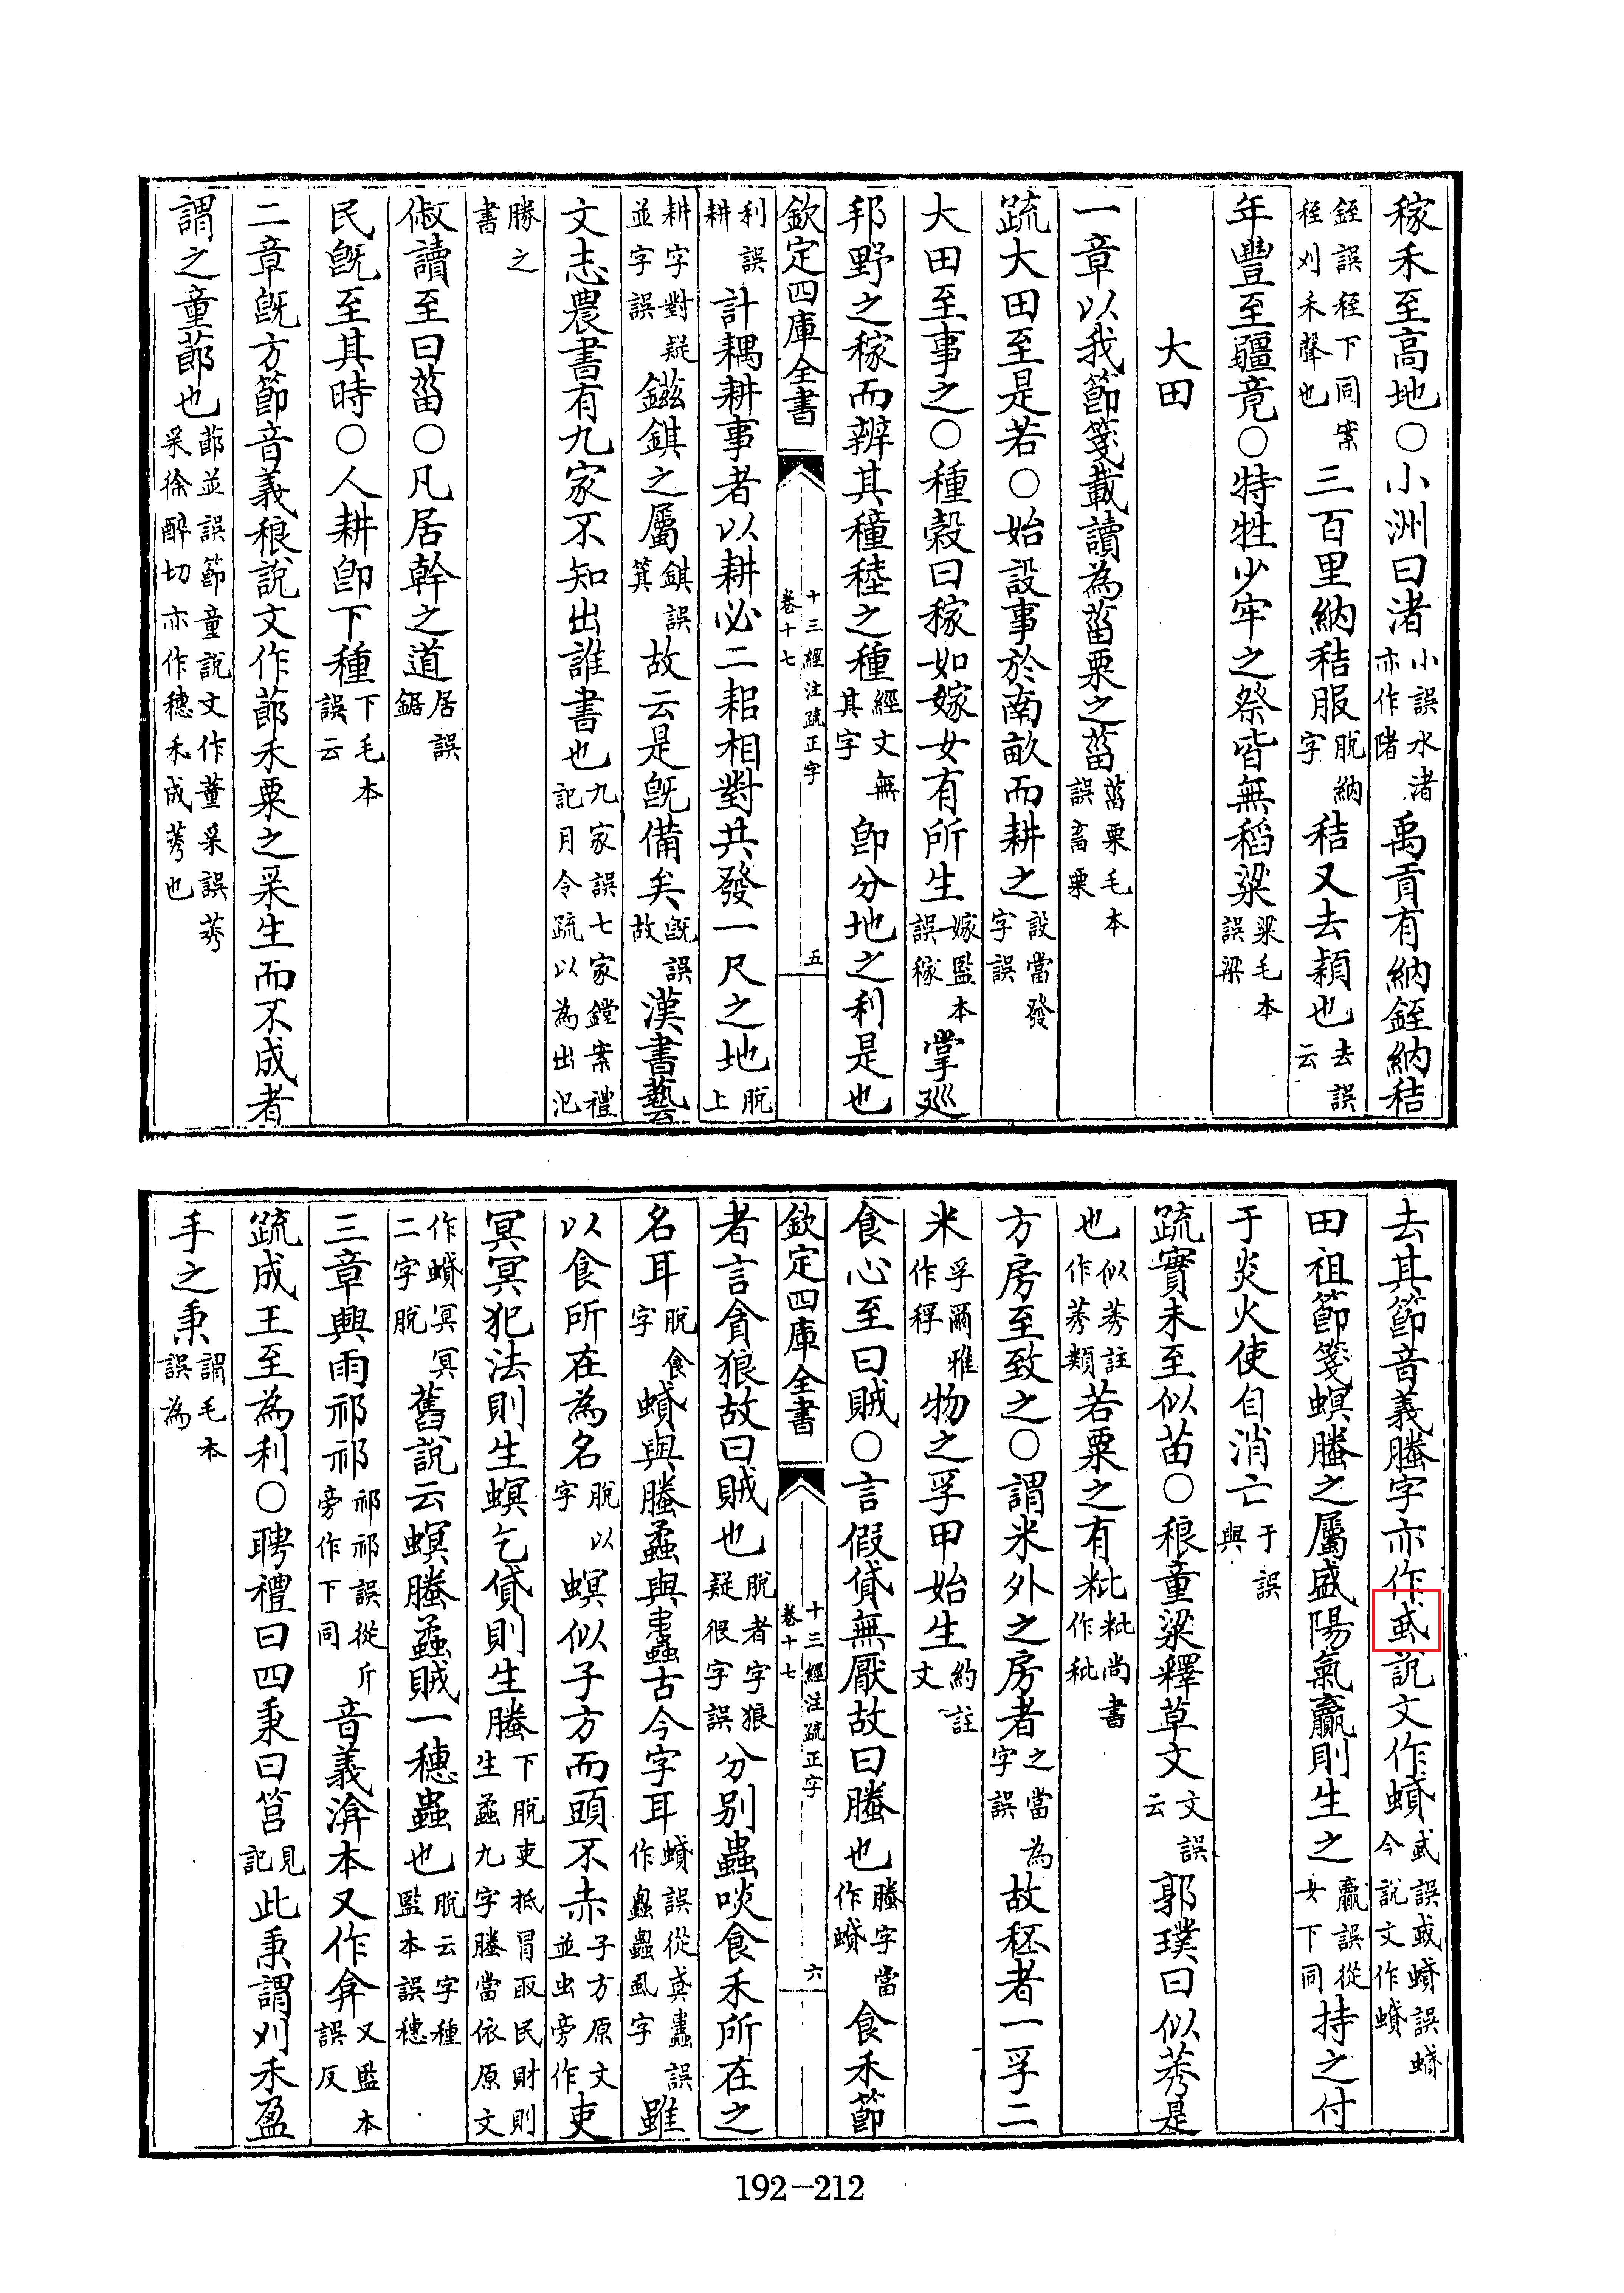 稼禾至高地○小洲曰渚小誤水渚亦作陼禹貢有納銍納秸
銍誤秷下同案秷刈禾聲也三百里納秸服脫納字秸又去穎也去誤云
年豐至疆竟○特牲少牢之祭皆無稻粱粱毛本誤梁
大田
一章以我節箋載讀為菑栗之菑菑栗毛本誤畜粟
疏大田至是若○始設事於南畝而耕之設當發字誤
大田至事之○種穀曰稼如嫁女有所生嫁監本誤稼掌巡
邦野之稼而辨其穜稑之種經文無其字即分地之利是也
欽定四庫全書 十三經注疏正字 卷十七 五
利誤耕計耦耕事者以耕必二耜相對共發一尺之地脫上
耕字對疑並字誤鎡錤之屬錤誤箕故云是既備矣既誤故漢書藝
文志農書有九家不知出誰書也九家誤七家鏜案禮記月令疏以為出氾
勝之書
俶讀至曰菑○凡居幹之道居誤鋸
民既至其時○人耕即下種下毛本誤云
二章既方節音義稂說文作蓈禾粟之采生而不成者
謂之童蓈也蓈並誤節童說文作董采誤莠采徐醉切亦作穗禾成莠也
去其節音義螣字亦作𧈩說文作蟘𧈩誤或蟘誤蟘今說文作蟘
田祖節箋螟螣之屬盛陽氣贏則生之贏誤從女下同持之付
于炎火使自消亡于誤與
疏實未至似苗○稂童粱釋草文文誤云郭璞曰似莠是
也似莠註作莠類若粟之有粃粃尚書作秕
方房至致之○謂米外之房者之當為字誤故秠者一孚二
米孚爾雅作稃物之孚甲始生約註文
食心至曰賊○言假貸無厭故曰螣也螣字當作蟘食禾節
欽定四庫全書 十三經注疏正字 卷十七 六
者言貪狼故曰賊也脫者字狼疑很字誤分別蟲啖食禾所在之
名耳脫食字蟘與螣蟊與蟗古今字耳蟘誤從貣蟗誤作蝨蟲虱字雖
以食所在為名脫以字螟似子方而頭不赤子方原文並虫旁作吏
冥冥犯法則生螟乞貸則生螣下脫吏抵冒取民財則生蟊九字螣當依原文
作蟘冥冥二字脫舊說云螟螣蟊賊一穗蟲也脫云字種監本誤穗
三章興雨祁祁祁祁誤從斤旁作下同音義渰本又作弇又監本誤反
疏成王至為利○聘禮曰四秉曰筥見記此秉謂刈禾盈
手之秉謂毛本誤為
192-212